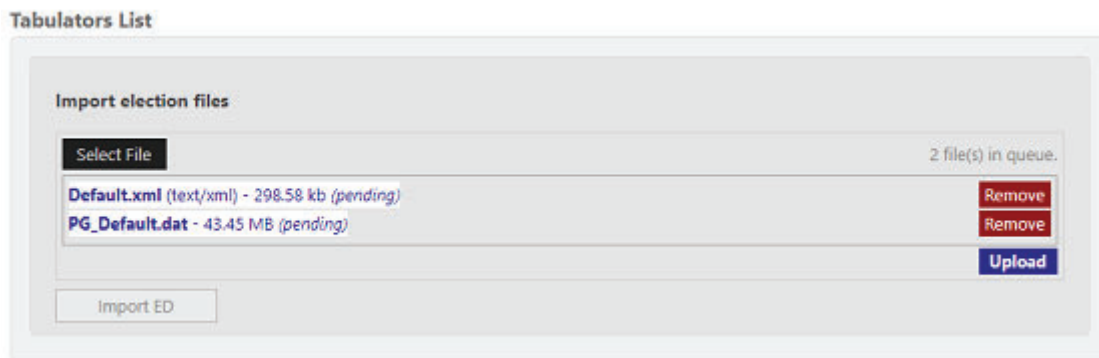 Tabulators List
Import election files
Select File 2 file(s) in queue.
Default.xml (text/xml) - 298.58 kb (pending) Remove
PG_Default.dat - 43.45 MB (pending) Remove
Upload
Import ED